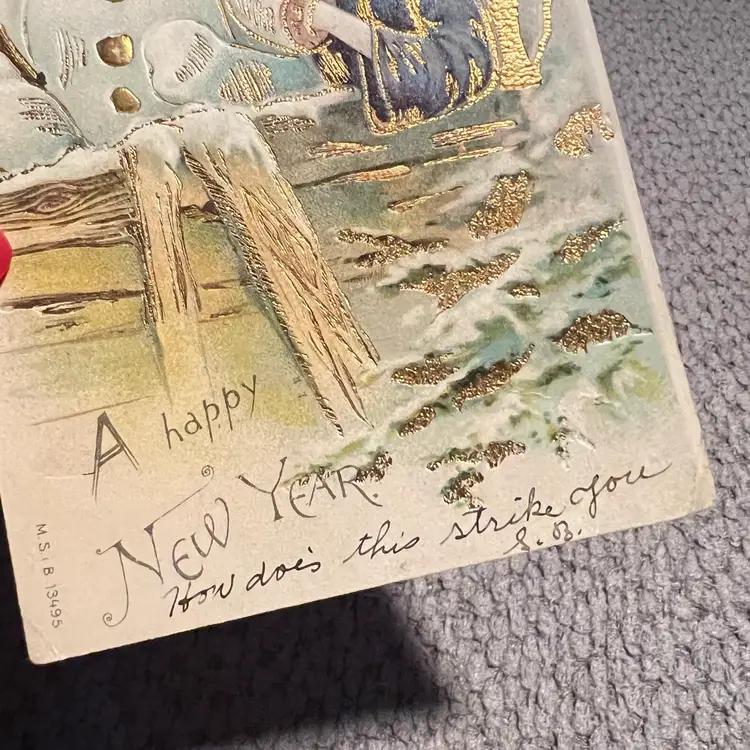 A happy
NEW YEAR.
How does this strike you
S. B.
M.S.i.B. 13495